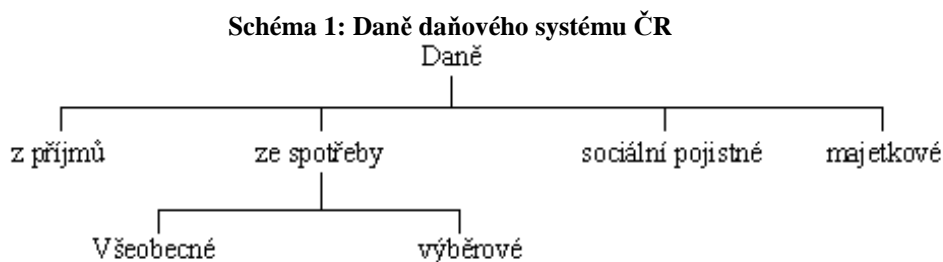 Schéma 1: Daně daňového systému ČR
Daně
z příjmů ze spotřeby sociální pojistné majetkové
Všeobecné výběrové